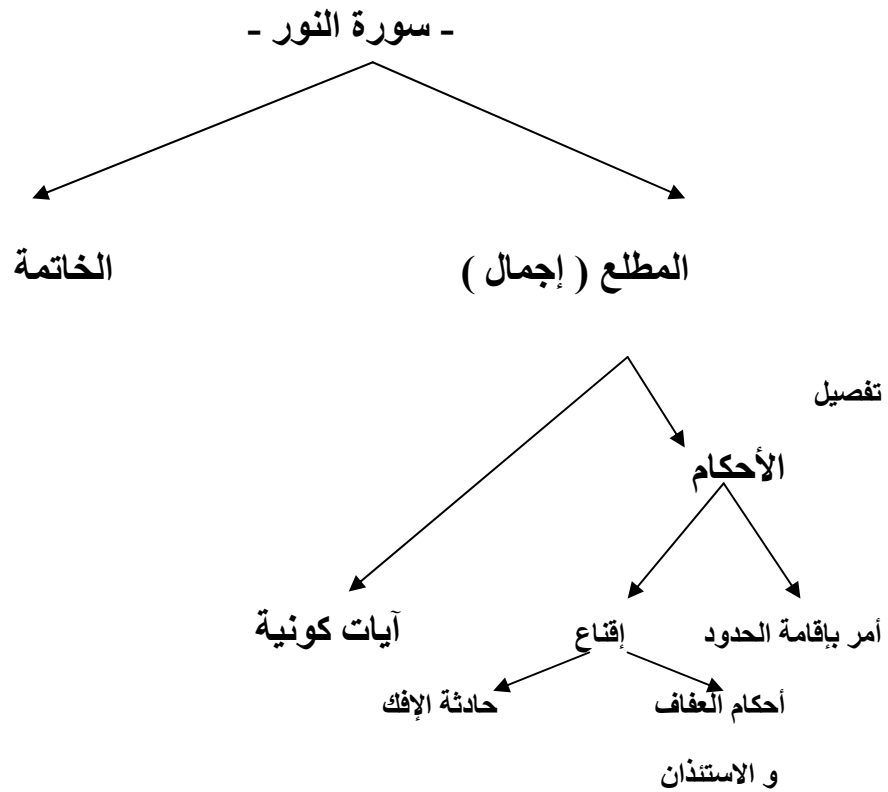 - سورة النور -
المطلع ( إجمال )
الخاتمة
تفصيل
الأحكام
أمر بإقامة الحدود
إقناع
آيات كونية
أحكام العفاف
حادثة الإفك
و الاستئذان